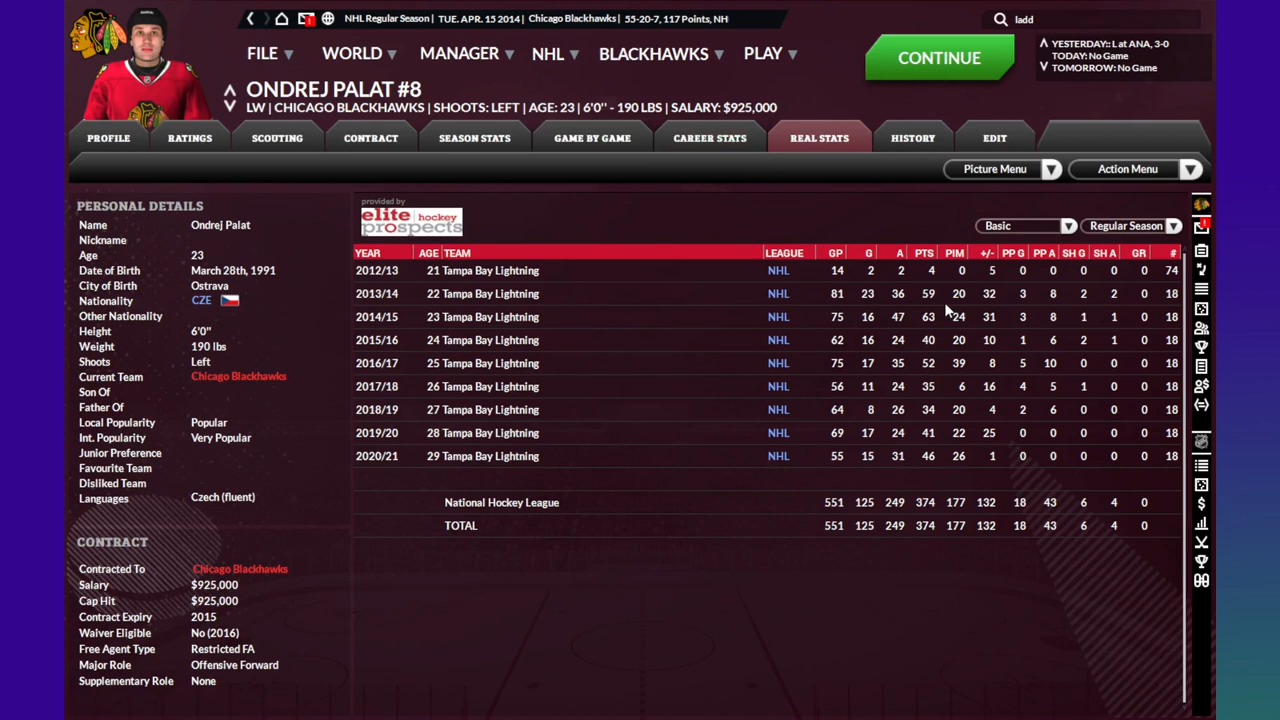 NHL Regular Season | TUE. APR. 15 2014 | Chicago Blackhawks | 55-20-7, 117 Points, NH
ladd
FILE WORLD MANAGER NHL BLACKHAWKS PLAY
CONTINUE
YESTERDAY:: L at ANA, 3-0
TODAY: No Game
TOMORROW: No Game
ONDREJ PALAT #8
LW | CHICAGO BLACKHAWKS | SHOOTS: LEFT | AGE: 23 | 6'0" - 190 LBS | SALARY: $925,000
PROFILE RATINGS SCOUTING CONTRACT SEASON STATS GAME BY GAME CAREER STATS REAL STATS HISTORY EDIT
Picture Menu Action Menu
PERSONAL DETAILS
Name Ondrej Palat
Nickname
Age 23
Date of Birth March 28th, 1991
City of Birth Ostrava
Nationality CZE
Other Nationality
Height 6'0"
Weight 190 lbs
Shoots Left
Current Team Chicago Blackhawks
Son Of
Father Of
Local Popularity Popular
Int. Popularity Very Popular
Junior Preference
Favourite Team
Disliked Team
Languages Czech (fluent)
CONTRACT
Contracted To Chicago Blackhawks
Salary $925,000
Cap Hit $925,000
Contract Expiry 2015
Waiver Eligible No (2016)
Free Agent Type Restricted FA
Major Role Offensive Forward
Supplementary Role None
provided by
elite hockey
prospects
Basic Regular Season
YEAR AGE TEAM LEAGUE GP G A PTS PIM +/- PP G PP A SH G SH A GR #
2012/13 21 Tampa Bay Lightning NHL 14 2 2 4 0 5 0 0 0 0 0 74
2013/14 22 Tampa Bay Lightning NHL 81 23 36 59 20 32 3 8 2 2 0 18
2014/15 23 Tampa Bay Lightning NHL 75 16 47 63 24 31 3 8 1 1 0 18
2015/16 24 Tampa Bay Lightning NHL 62 16 24 40 20 10 1 6 2 1 0 18
2016/17 25 Tampa Bay Lightning NHL 75 17 35 52 39 8 5 10 0 0 0 18
2017/18 26 Tampa Bay Lightning NHL 56 11 24 35 6 16 4 5 1 0 0 18
2018/19 27 Tampa Bay Lightning NHL 64 8 26 34 20 4 2 6 0 0 0 18
2019/20 28 Tampa Bay Lightning NHL 69 17 24 41 22 25 0 0 0 0 0 18
2020/21 29 Tampa Bay Lightning NHL 55 15 31 46 26 1 0 0 0 0 0 18
National Hockey League 551 125 249 374 177 132 18 43 6 4 0
TOTAL 551 125 249 374 177 132 18 43 6 4 0